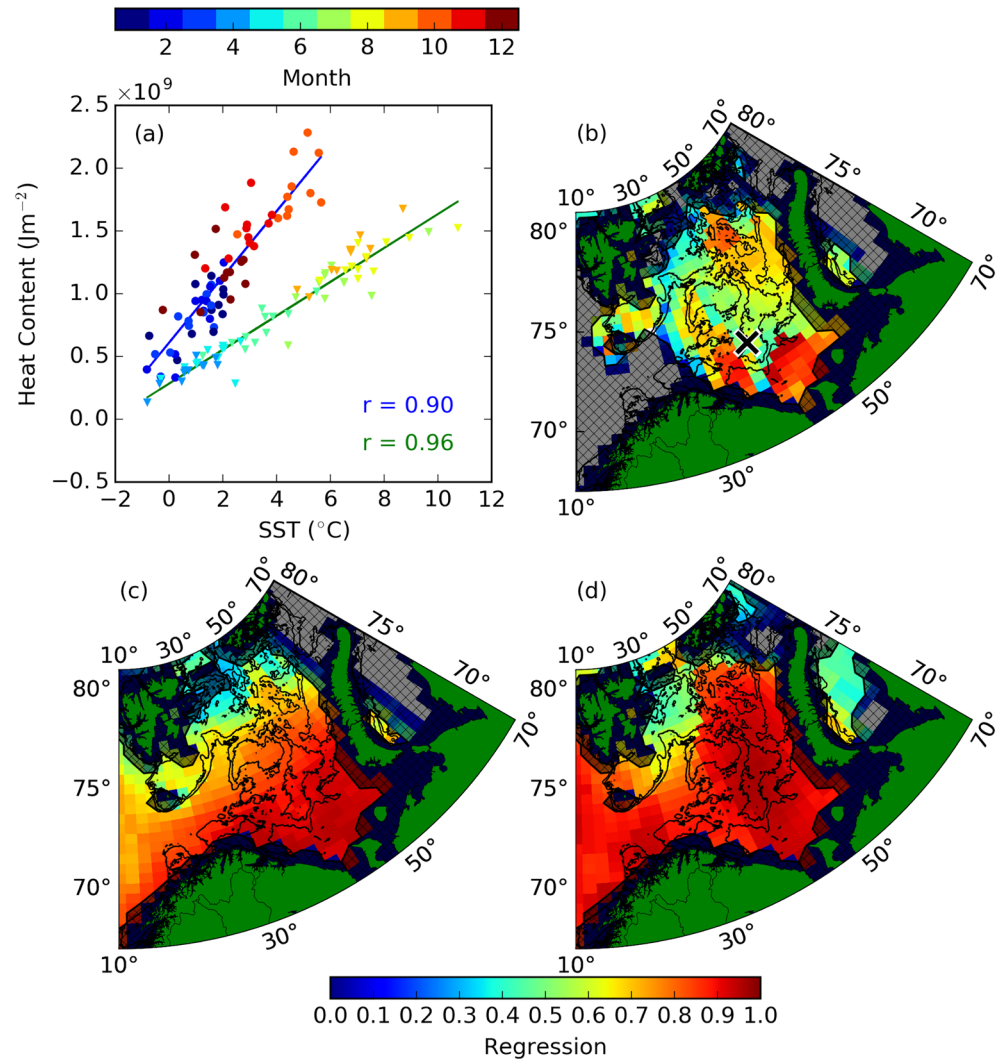 2 4 6 8 10 12
Month
×10⁹
(a)
2.5
2.0
1.5
1.0
0.5
0.0
−0.5
Heat Content (Jm⁻²)
r = 0.90
r = 0.96
−2 0 2 4 6 8 10 12
SST (°C)
(b)
10° 30° 50° 70° 80° 75° 70°
80°
75°
70°
10° 30° 50° 70°
(c)
10° 30° 50° 70° 80° 75° 70°
80°
75°
70°
10° 30° 50° 70°
(d)
10° 30° 50° 70° 80° 75° 70°
80°
75°
70°
10° 30° 50° 70°
0.0 0.1 0.2 0.3 0.4 0.5 0.6 0.7 0.8 0.9 1.0
Regression